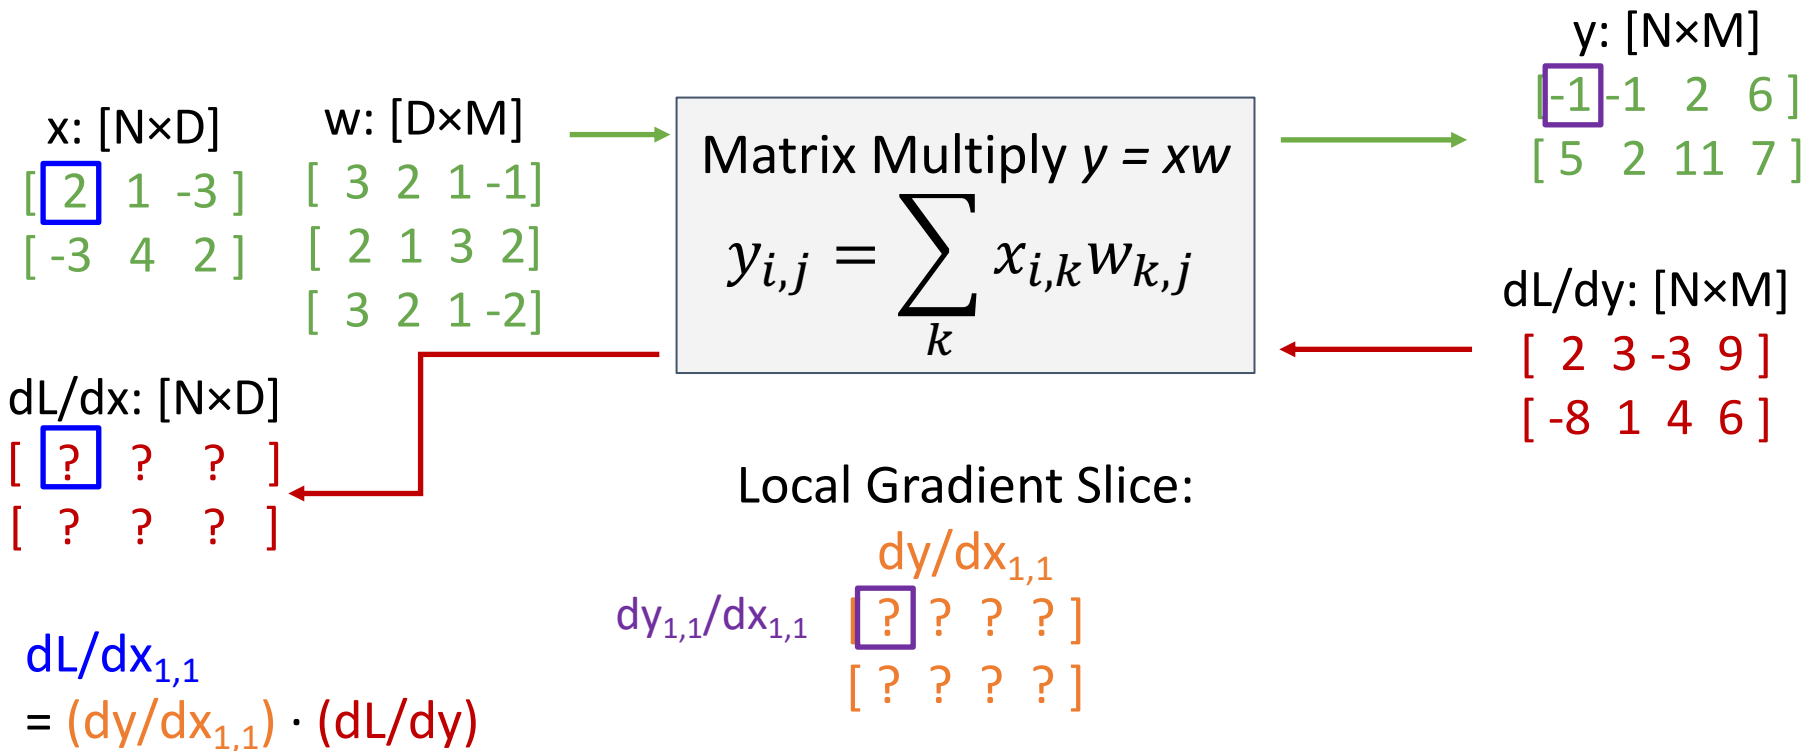 x: [N×D]
[ 2 1 -3 ]
[ -3 4 2 ]
w: [D×M]
[ 3 2 1 -1]
[ 2 1 3 2]
[ 3 2 1 -2]
Matrix Multiply y = xw
y_{i,j} = ∑_k x_{i,k}w_{k,j}
y: [N×M]
[ -1 -1 2 6 ]
[ 5 2 11 7 ]
dL/dy: [N×M]
[ 2 3 -3 9 ]
[ -8 1 4 6 ]
dL/dx: [N×D]
[ ? ? ? ]
[ ? ? ? ]
Local Gradient Slice:
dy/dx_{1,1}
dy_{1,1}/dx_{1,1}
[ ? ? ? ? ]
[ ? ? ? ? ]
dL/dx_{1,1}
= (dy/dx_{1,1}) · (dL/dy)